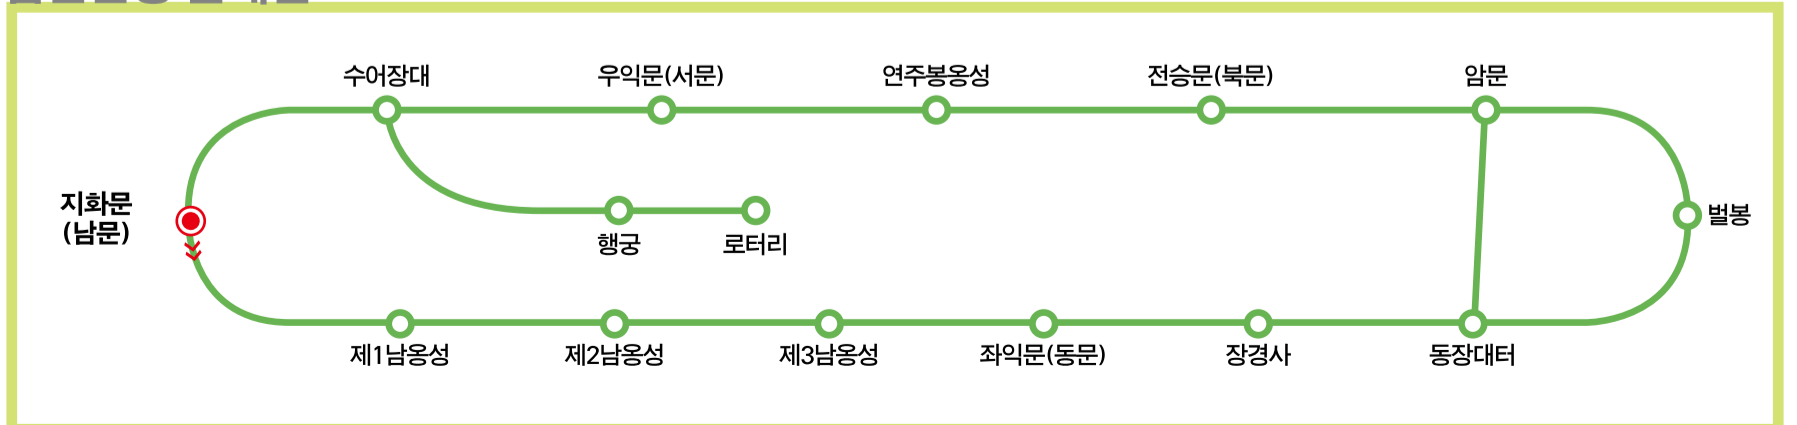 수어장대
우익문(서문)
연주봉옹성
전승문(북문)
암문
지화문
(남문)
행궁
로터리
벌봉
제1남옹성
제2남옹성
제3남옹성
좌익문(동문)
장경사
동장대터